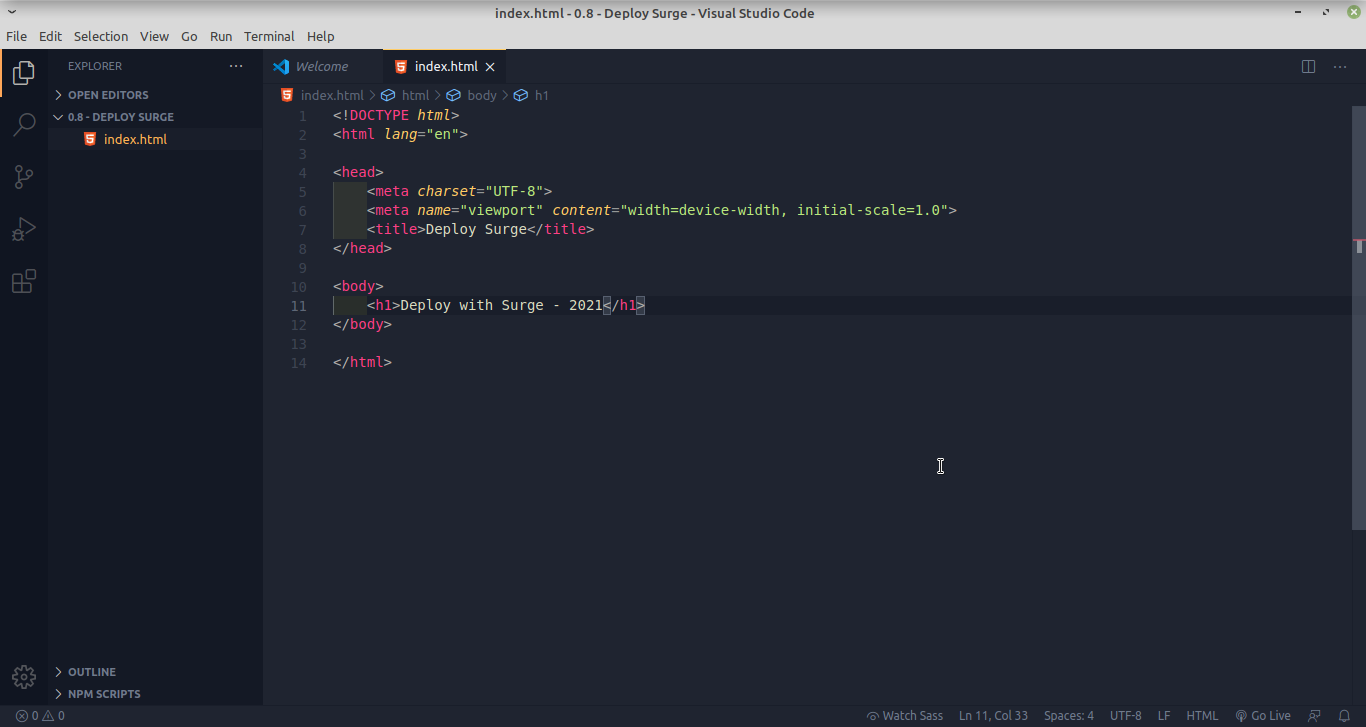 index.html - 0.8 - Deploy Surge - Visual Studio Code
File Edit Selection View Go Run Terminal Help
EXPLORER
OPEN EDITORS
0.8 - DEPLOY SURGE
index.html
OUTLINE
NPM SCRIPTS
Welcome index.html
index.html > html > body > h1
1 <!DOCTYPE html>
2 <html lang="en">
3
4 <head>
5 <meta charset="UTF-8">
6 <meta name="viewport" content="width=device-width, initial-scale=1.0">
7 <title>Deploy Surge</title>
8 </head>
9
10 <body>
11 <h1>Deploy with Surge - 2021</h1>
12 </body>
13
14 </html>
0 0 Watch Sass Ln 11, Col 33 Spaces: 4 UTF-8 LF HTML Go Live